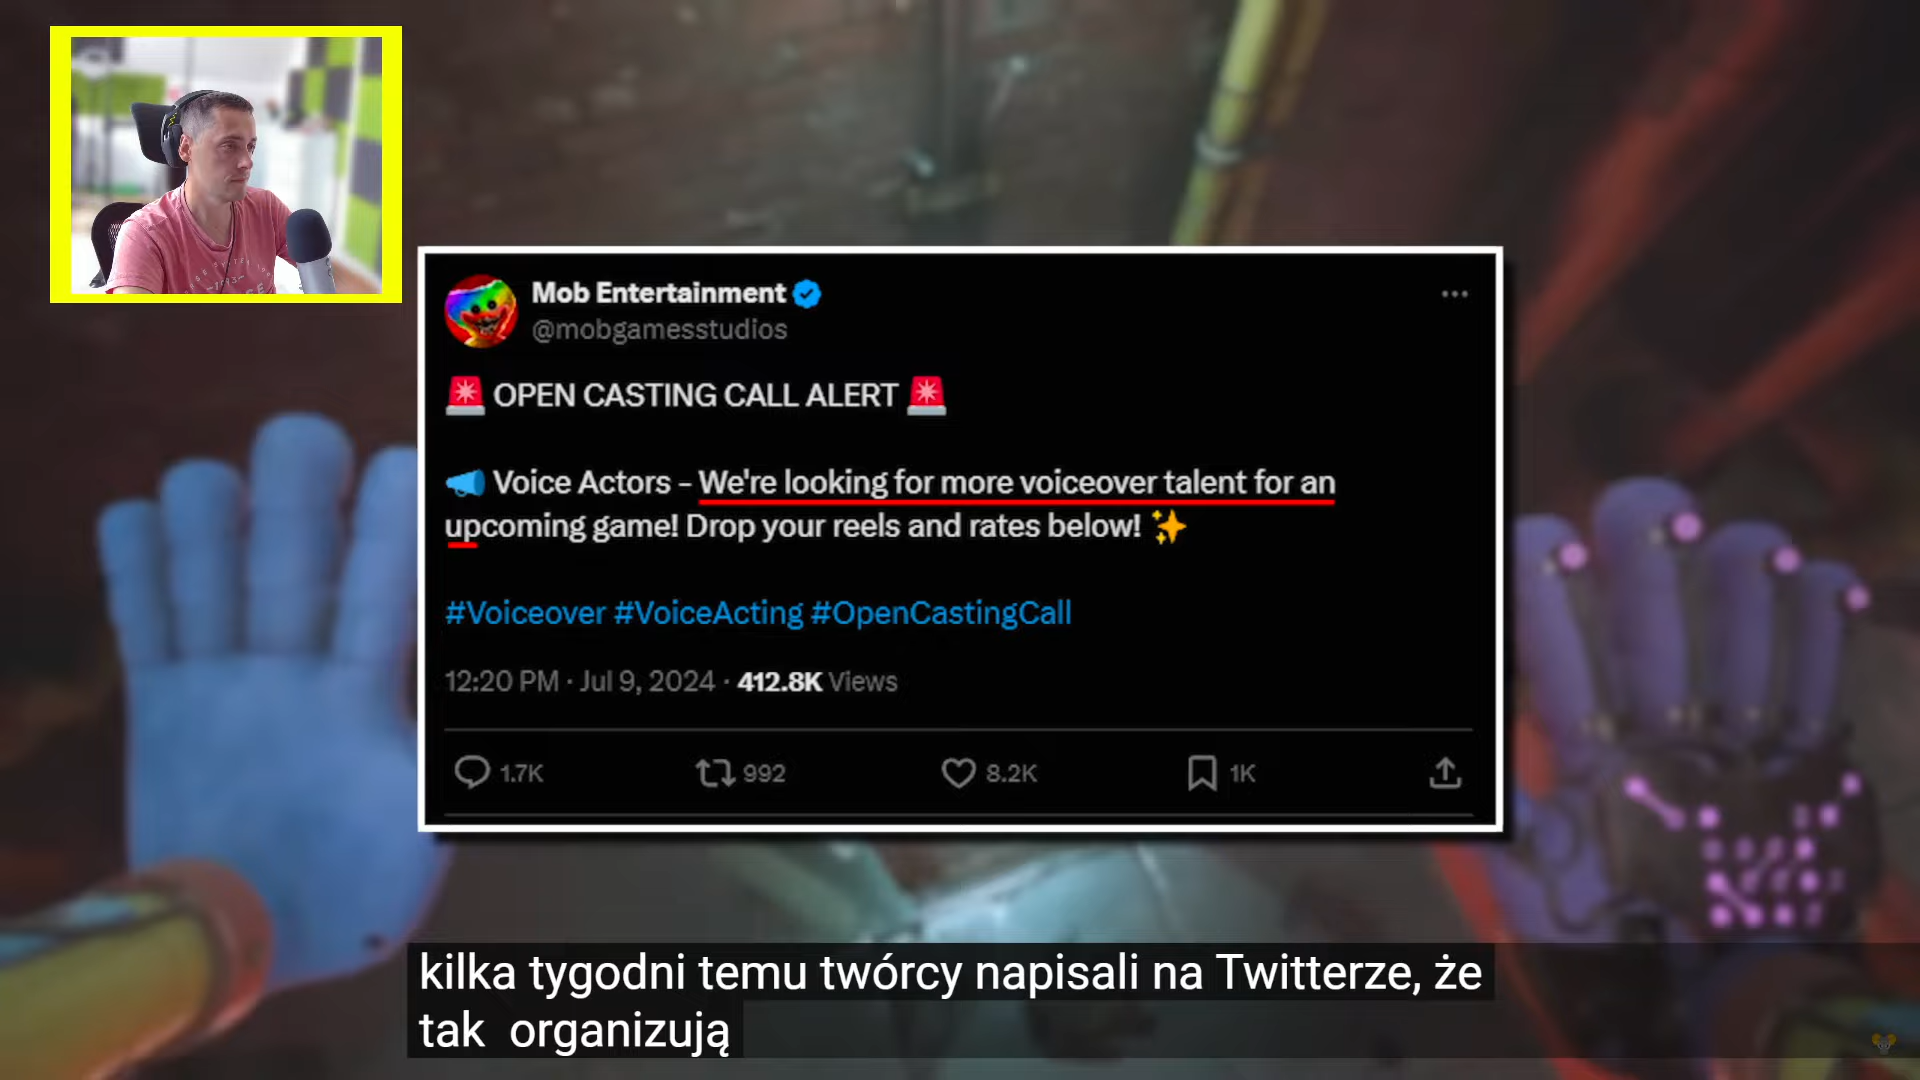 Mob Entertainment
@mobgamesstudios
🚨 OPEN CASTING CALL ALERT 🚨
📣 Voice Actors – We're looking for more voiceover talent for an
upcoming game! Drop your reels and rates below! ✨
#Voiceover #VoiceActing #OpenCastingCall
12:20 PM · Jul 9, 2024 · 412.8K Views
1.7K 992 8.2K 1K
kilka tygodni temu twórcy napisali na Twitterze, że
tak organizują